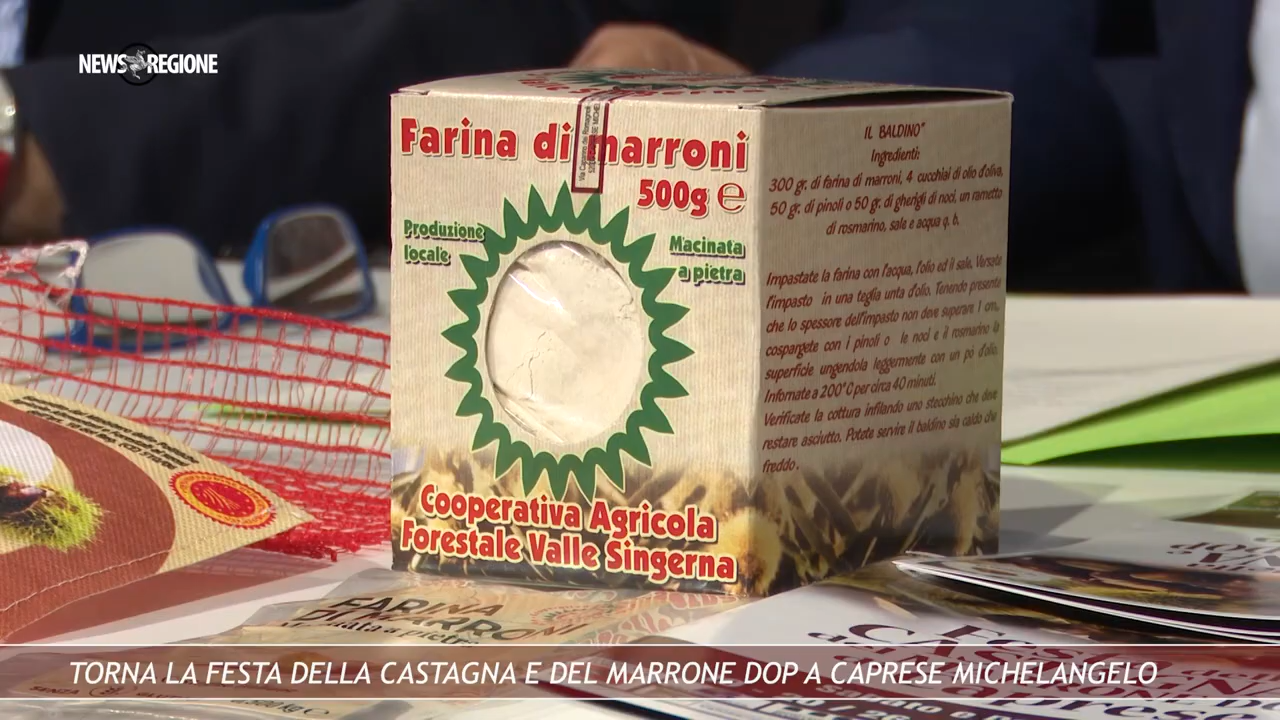 NEWS REGIONE
Farina di marroni
500g e
Produzione
locale
Macinata
a pietra
Cooperativa Agricola
Forestale Valle Singerna
IL BALDINO"
Ingredienti:
300 gr. di farina di marroni, 4 cucchiai di olio d'oliva,
50 gr. di pinoli o 50 gr. di gherigli di noci, un rametto
di rosmarino, sale e acqua q. b.
Impastate la farina con l'acqua, l'olio ed il sale. Versate
l'impasto in una teglia unta d'olio. Tenendo presente
che lo spessore dell'impasto non deve superare 1 cm,
cospargete con i pinoli o le noci e il rosmarino la
superficie ungendola leggermente con un pò d'olio.
Infornate a 200°C per circa 40 minuti.
Verificate la cottura infilando uno stecchino che deve
restare asciutto. Potete servire il baldino sia caldo che
freddo.
FARINA
DI MARRONI
a pietra
TORNA LA FESTA DELLA CASTAGNA E DEL MARRONE DOP A CAPRESE MICHELANGELO